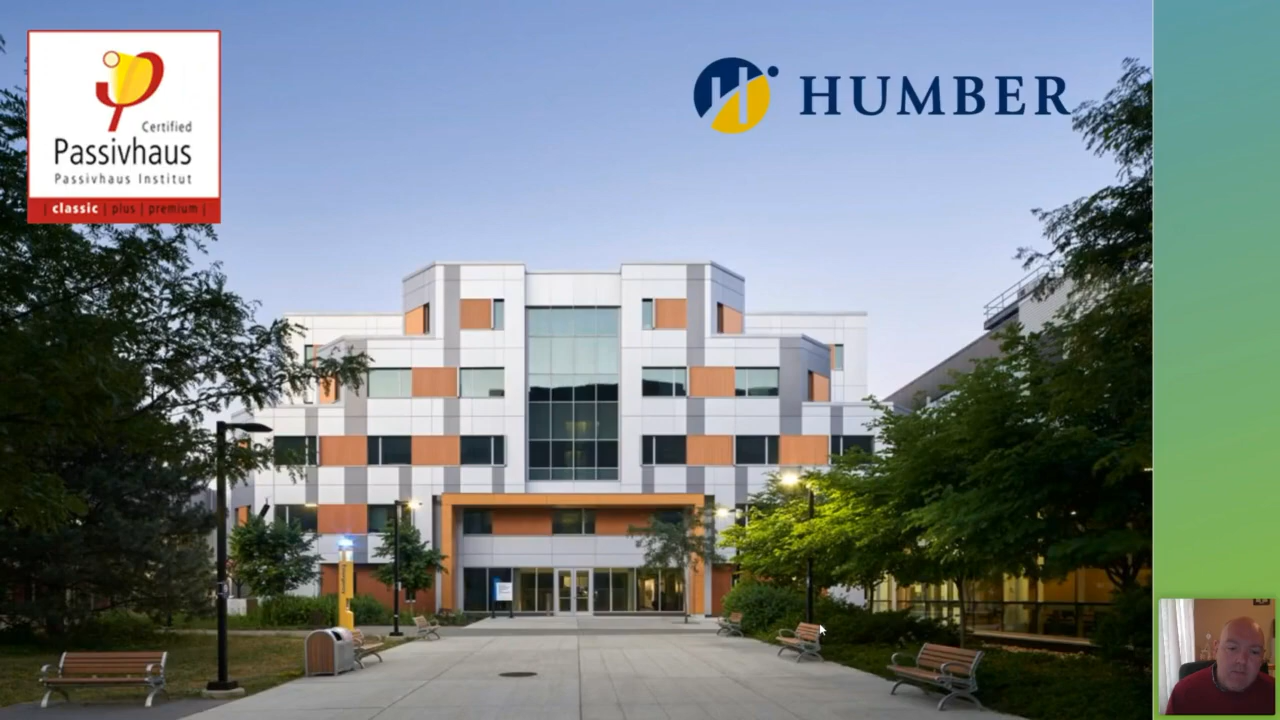 Certified
Passivhaus
Passivhaus Institut
| classic | plus | premium |
HUMBER